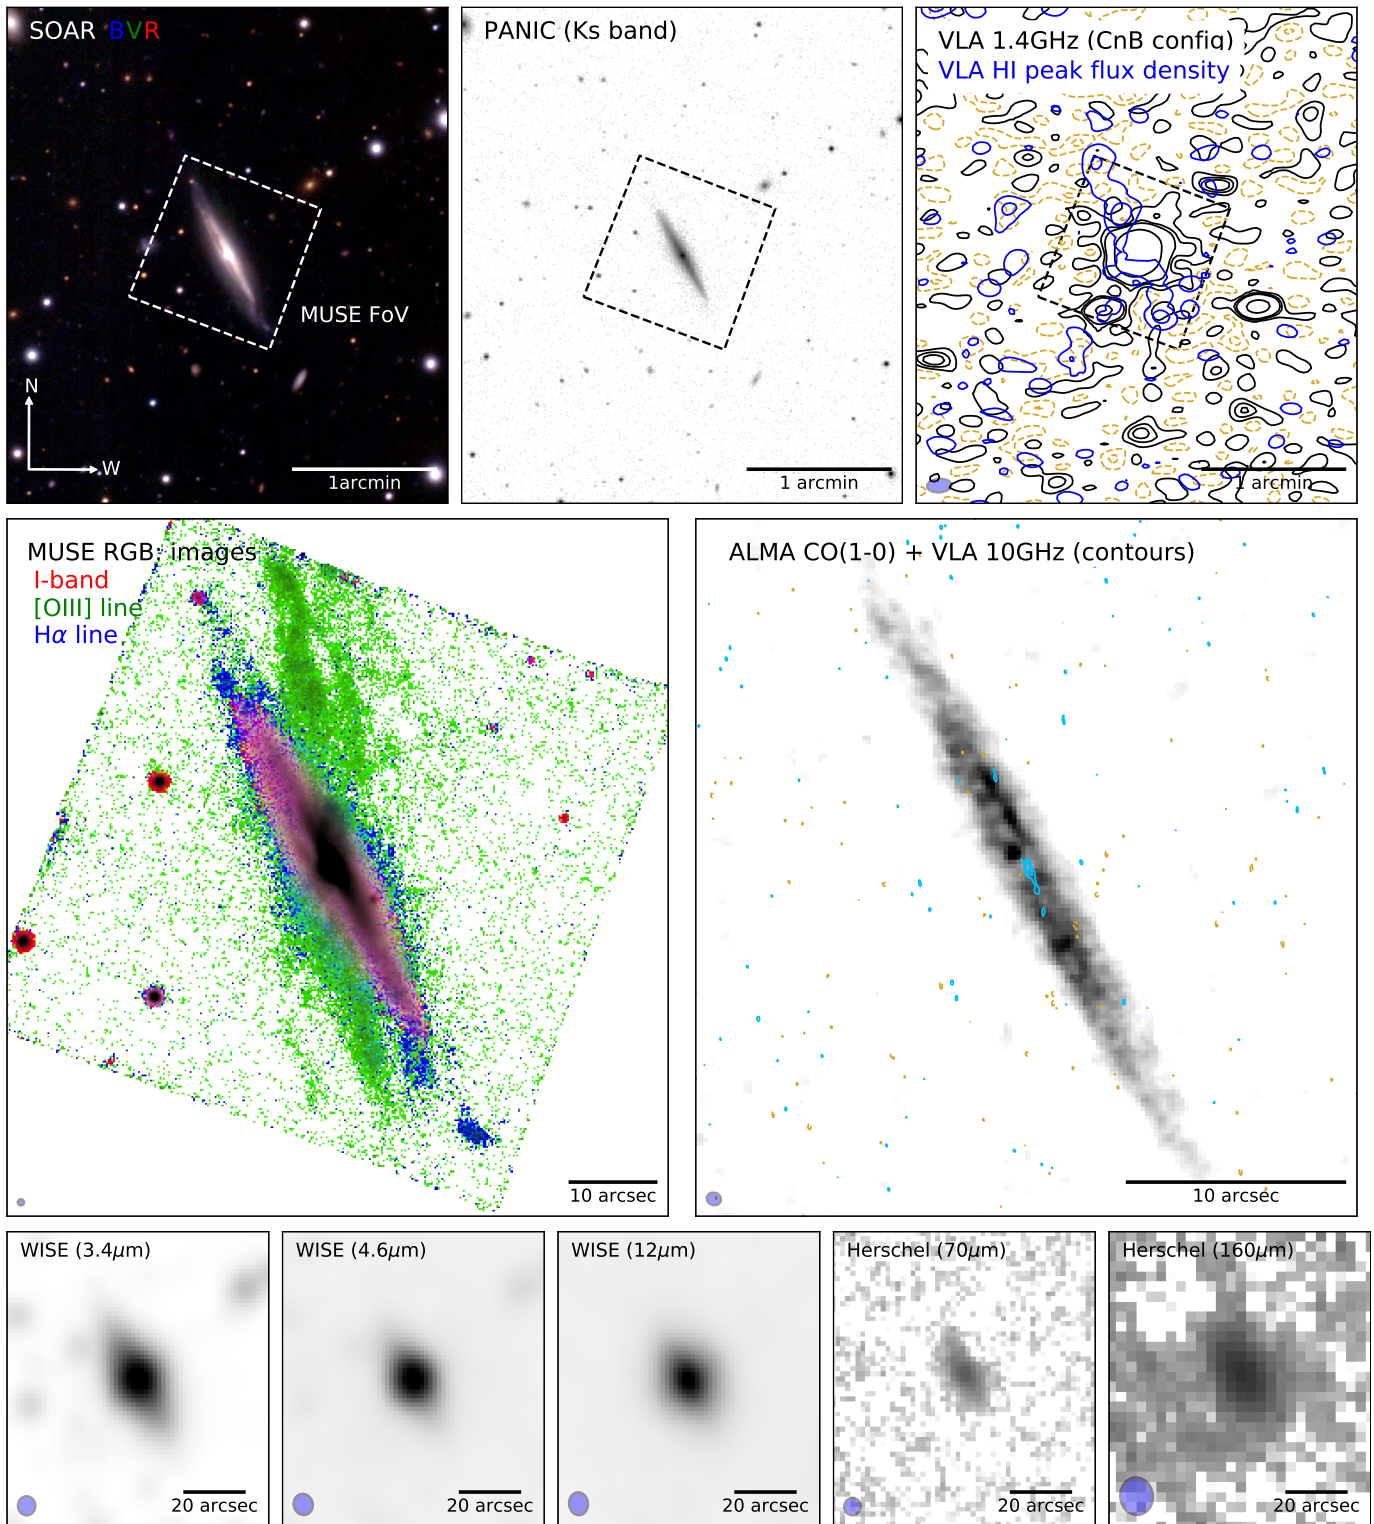 SOAR BVR
N
W
MUSE FoV
1arcmin
PANIC (Ks band)
1 arcmin
VLA 1.4GHz (CnB config)
VLA HI peak flux density
1 arcmin
MUSE RGB images
I-band
[OIII] line
Hα line
10 arcsec
ALMA CO(1-0) + VLA 10GHz (contours)
10 arcsec
WISE (3.4μm)
20 arcsec
WISE (4.6μm)
20 arcsec
WISE (12μm)
20 arcsec
Herschel (70μm)
20 arcsec
Herschel (160μm)
20 arcsec